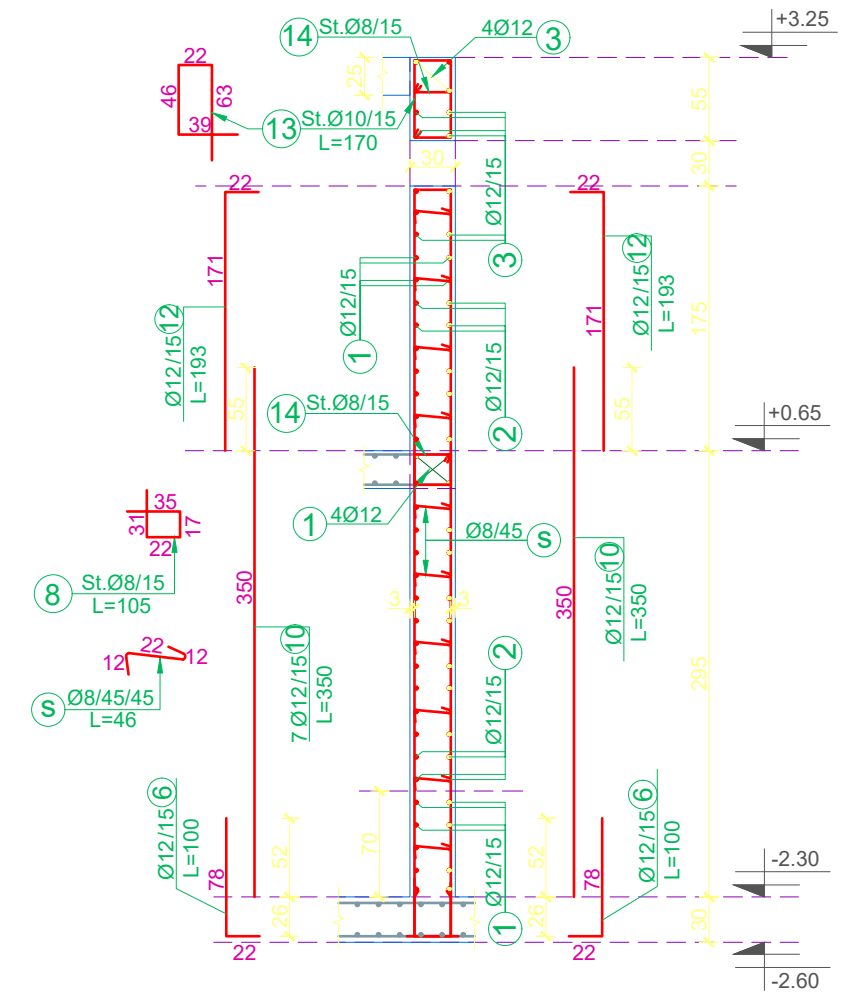 +3.25
22
46
63
39
14
St.Ø8/15
4Ø12
3
25
13
St.Ø10/15
L=170
55
30
30
Ø12/15
3
22
22
171
Ø12/15
12
L=193
Ø12/15
1
Ø12/15
2
171
Ø12/15
12
L=193
175
55
55
14
St.Ø8/15
+0.65
1
4Ø12
Ø8/45
S
35
31
17
22
8
St.Ø8/15
L=105
350
3
3
350
Ø12/15
10
L=350
22
12
12
S
Ø8/45/45
L=46
7 Ø12/15
10
L=350
2
Ø12/15
295
Ø12/15
6
L=100
78
52
26
22
70
Ø12/15
1
52
26
78
22
Ø12/15
6
L=100
-2.30
30
-2.60